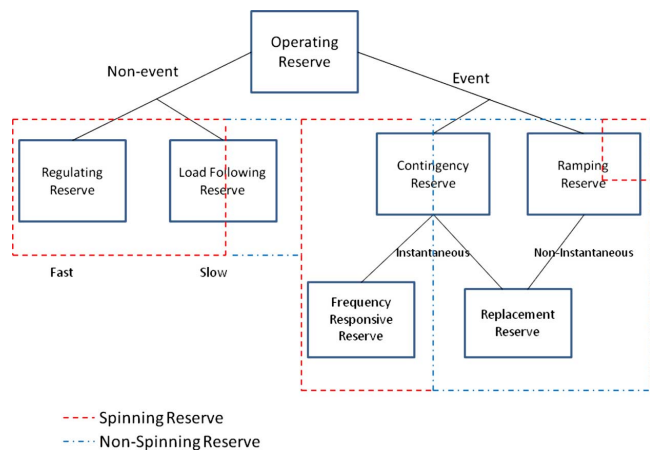 Operating
Reserve
Non-event
Event
Regulating
Reserve
Load Following
Reserve
Contingency
Reserve
Ramping
Reserve
Fast
Slow
Instantaneous
Non-Instantaneous
Frequency
Responsive
Reserve
Replacement
Reserve
Spinning Reserve
Non-Spinning Reserve